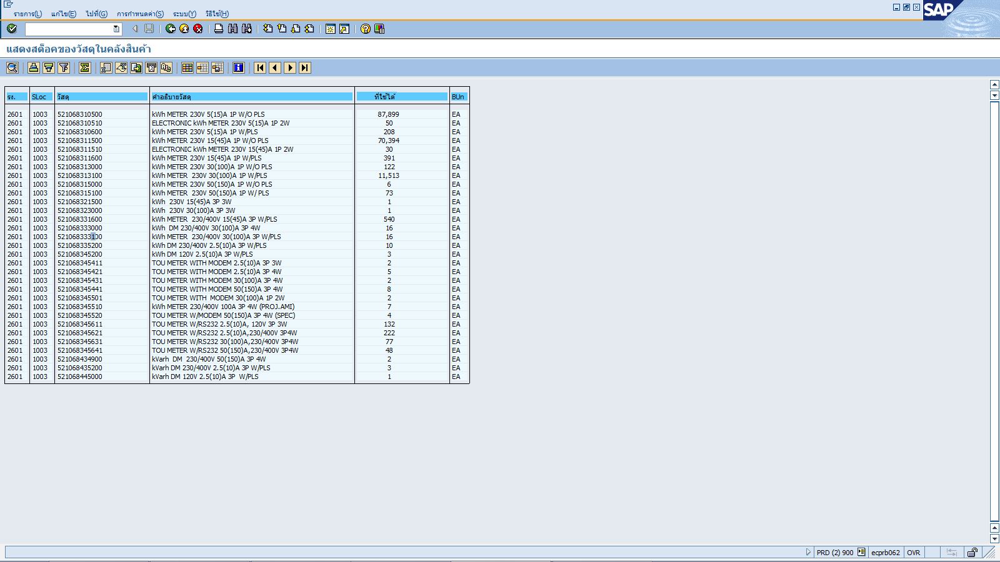 รายการ(L) แก้ไข(E) ไปที่(G) การกำหนดค่า(S) ระบบ(Y) วิธีใช้(H)
SAP
แสดงสต็อคของวัสดุในคลังสินค้า
รง. SLoc วัสดุ คำอธิบายวัสดุ ที่ใช้ได้ BUn
2601 1003 521068310500 kWh METER 230V 5(15)A 1P W/O PLS 87,899 EA
2601 1003 521068310510 ELECTRONIC kWh METER 230V 5(15)A 1P 2W 50 EA
2601 1003 521068310600 kWh METER 230V 5(15)A 1P W/PLS 208 EA
2601 1003 521068311500 kWh METER 230V 15(45)A 1P W/O PLS 70,394 EA
2601 1003 521068311510 ELECTRONIC kWh METER 230V 15(45)A 1P 2W 30 EA
2601 1003 521068311600 kWh METER 230V 15(45)A 1P W/PLS 391 EA
2601 1003 521068313000 kWh METER 230V 30(100)A 1P W/O PLS 122 EA
2601 1003 521068313100 kWh METER  230V 30(100)A 1P W/PLS 11,513 EA
2601 1003 521068315000 kWh METER 230V 50(150)A 1P W/O PLS 6 EA
2601 1003 521068315100 kWh METER  230V 50(150)A 1P W/ PLS 73 EA
2601 1003 521068321500 kWh  230V 15(45)A 3P 3W 1 EA
2601 1003 521068323000 kWh  230V 30(100)A 3P 3W 1 EA
2601 1003 521068331600 kWh METER  230/400V 15(45)A 3P W/PLS 540 EA
2601 1003 521068333000 kWh  DM 230/400V 30(100)A 3P 4W 16 EA
2601 1003 521068333100 kWh METER  230/400V 30(100)A 3P W/PLS 16 EA
2601 1003 521068335200 kWh DM 230/400V 2.5(10)A 3P W/PLS 10 EA
2601 1003 521068345200 kWh DM 120V 2.5(10)A 3P W/PLS 3 EA
2601 1003 521068345411 TOU METER WITH MODEM 2.5(10)A 3P 3W 2 EA
2601 1003 521068345421 TOU METER WITH MODEM 2.5(10)A 3P 4W 5 EA
2601 1003 521068345431 TOU METER WITH MODEM 30(100)A 3P 4W 2 EA
2601 1003 521068345441 TOU METER WITH MODEM 50(150)A 3P 4W 8 EA
2601 1003 521068345501 TOU METER WITH  MODEM 30(100)A 1P 2W 2 EA
2601 1003 521068345510 kWh METER 230/400V 100A 3P 4W (PROJ.AMI) 7 EA
2601 1003 521068345520 TOU METER W/MODEM 50(150)A 3P 4W (SPEC) 4 EA
2601 1003 521068345611 TOU METER W/RS232 2.5(10)A, 120V 3P 3W 132 EA
2601 1003 521068345621 TOU METER W/RS232 2.5(10)A,230/400V 3P4W 222 EA
2601 1003 521068345631 TOU METER W/RS232 30(100)A,230/400V 3P4W 77 EA
2601 1003 521068345641 TOU METER W/RS232 50(150)A,230/400V 3P4W 48 EA
2601 1003 521068434900 kVarh  DM  230/400V 50(150)A 3P 4W 2 EA
2601 1003 521068435200 kVarh DM 230/400V 2.5(10)A 3P W/PLS 3 EA
2601 1003 521068445000 kVarh DM 120V 2.5(10)A 3P  W/PLS 1 EA
PRD (2) 900 ecprb062 OVR